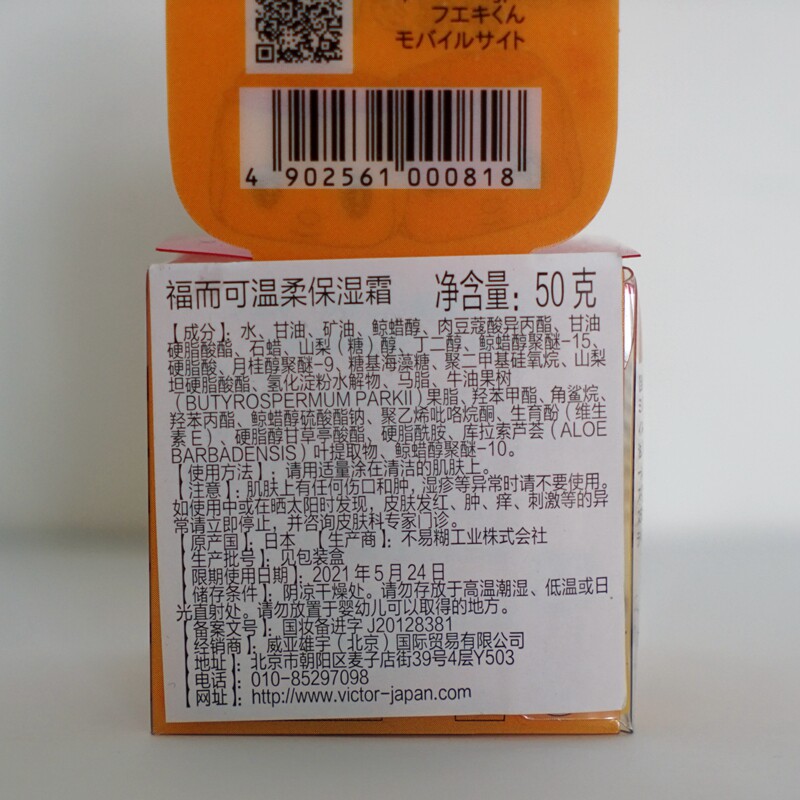 フエキくん
モバイルサイト
4 902561 000818
福而可温柔保湿霜 净含量：50 克
【成分】：水、甘油、矿油、鲸蜡醇、肉豆蔻酸异丙酯、甘油
硬脂酸酯、石蜡、山梨（糖）醇、丁二醇、鲸蜡醇聚醚-15、
硬脂酸、月桂醇聚醚-9、糖基海藻糖、聚二甲基硅氧烷、山梨
坦硬脂酸酯、氢化淀粉水解物、马脂、牛油果树
（BUTYROSPERMUM PARKII）果脂、羟苯甲酯、角鲨烷、
羟苯丙酯、鲸蜡醇硫酸酯钠、聚乙烯吡咯烷酮、生育酚（维生
素 E）、硬脂醇甘草亭酸酯、硬脂酰胺、库拉索芦荟（ALOE
BARBADENSIS）叶提取物、鲸蜡醇聚醚-10。
【使用方法】：请用适量涂在清洁的肌肤上。
【注意】：肌肤上有任何伤口和肿，湿疹等异常时请不要使用。
如使用中或在晒太阳时发现，皮肤发红、肿、痒、刺激等的异
常请立即停止，并咨询皮肤科专家门诊。
【原产国】：日本 【生产商】：不易糊工业株式会社
【生产批号】：见包装盒
【限期使用日期】：2021 年 5 月 24 日
【储存条件】：阴凉干燥处。请勿存放于高温潮湿、低温或日
光直射处。请勿放置于婴幼儿可以取得的地方。
【备案文号】：国妆备进字 J20128381
【经销商】：威亚雄宇（北京）国际贸易有限公司
【地址】：北京市朝阳区麦子店街39号4层Y503
【电话】：010-85297098
【网址】：http://www.victor-japan.com